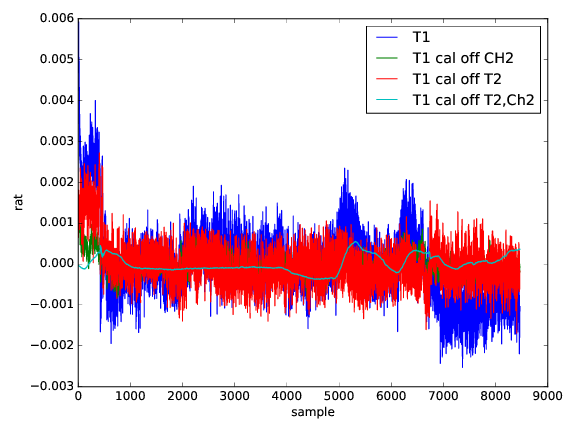 0.006
0.005
0.004
0.003
0.002
0.001
0.000
−0.001
−0.002
−0.003
rat
T1
T1 cal off CH2
T1 cal off T2
T1 cal off T2,Ch2
0 1000 2000 3000 4000 5000 6000 7000 8000 9000
sample